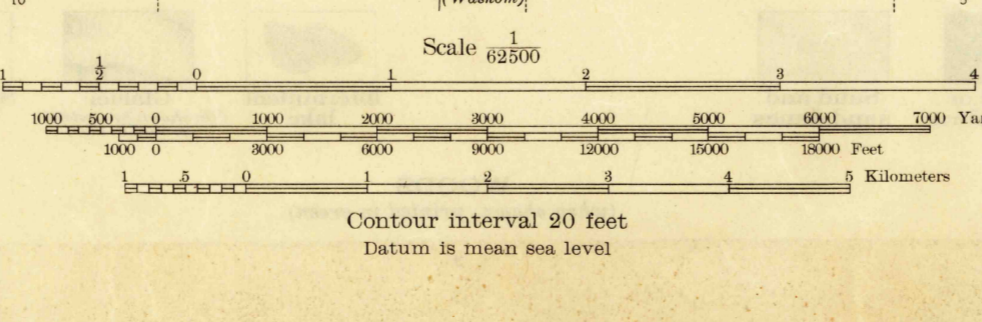 (Waskom)
Scale 1/62500
1 1/2 0 1 2 3 4
1000 500 0 1000 2000 3000 4000 5000 6000 7000
1000 0 3000 6000 9000 12000 15000 18000 Feet
1 .5 0 1 2 3 4 5 Kilometers
Contour interval 20 feet
Datum is mean sea level